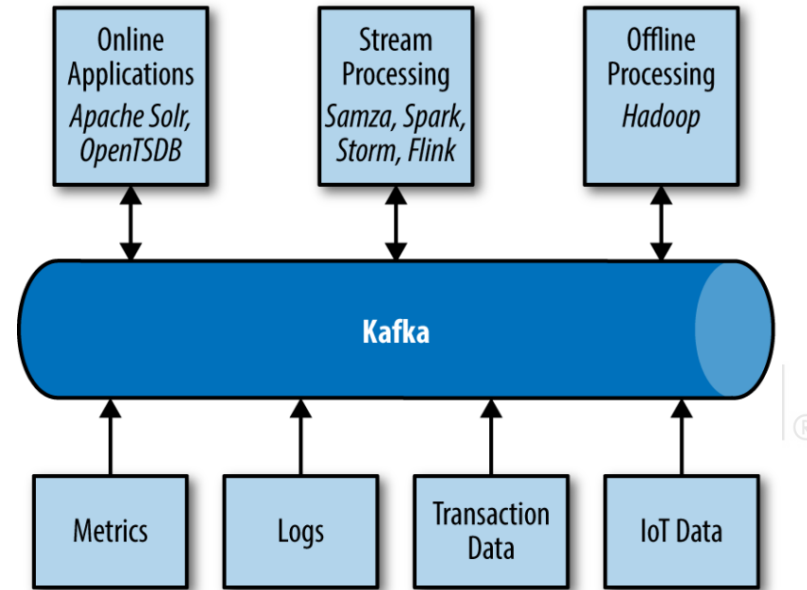 Online
Applications
Apache Solr,
OpenTSDB
Stream
Processing
Samza, Spark,
Storm, Flink
Offline
Processing
Hadoop
Kafka
®
Metrics
Logs
Transaction
Data
IoT Data